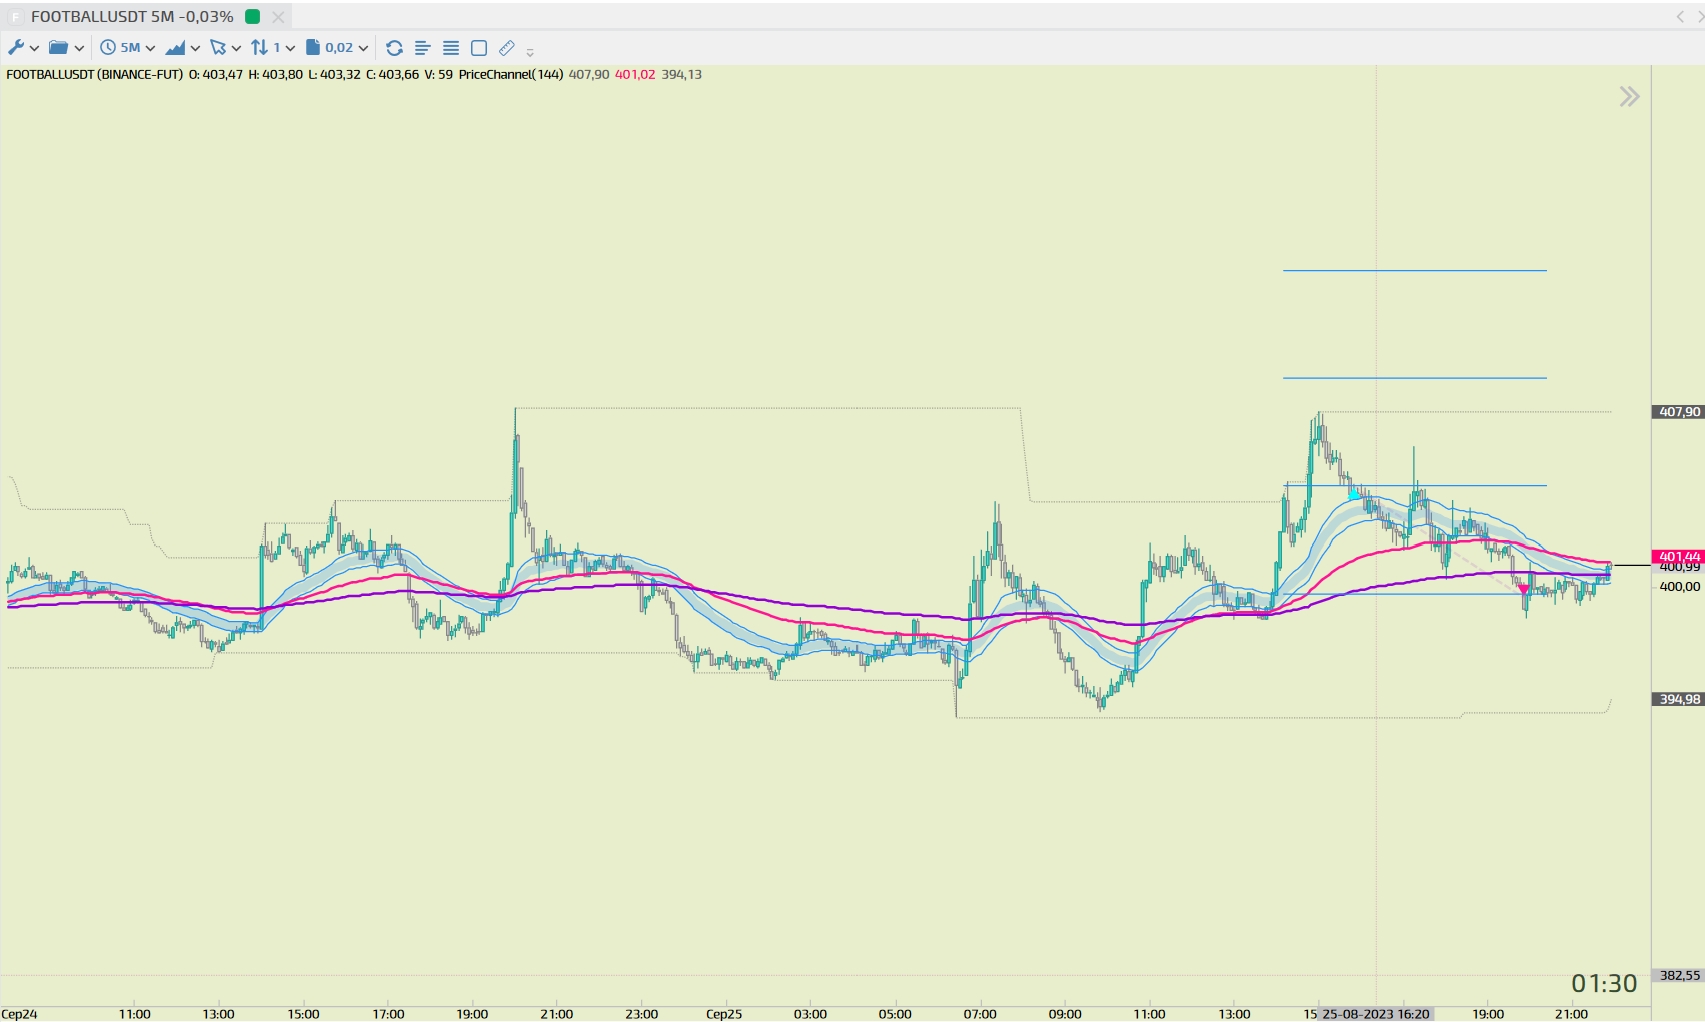 F FOOTBALLUSDT 5M -0,03%
5M 1 0,02
FOOTBALLUSDT (BINANCE-FUT) O: 403,47 H: 403,80 L: 403,32 C: 403,66 V: 59 PriceChannel(144) 407,90 401,02 394,13
407,90
401,44
400,99
400,00
394,98
382,55
01:30
Сер24 11:00 13:00 15:00 17:00 19:00 21:00 23:00 Сер25 03:00 05:00 07:00 09:00 11:00 13:00 15 25-08-2023 16:20 19:00 21:00